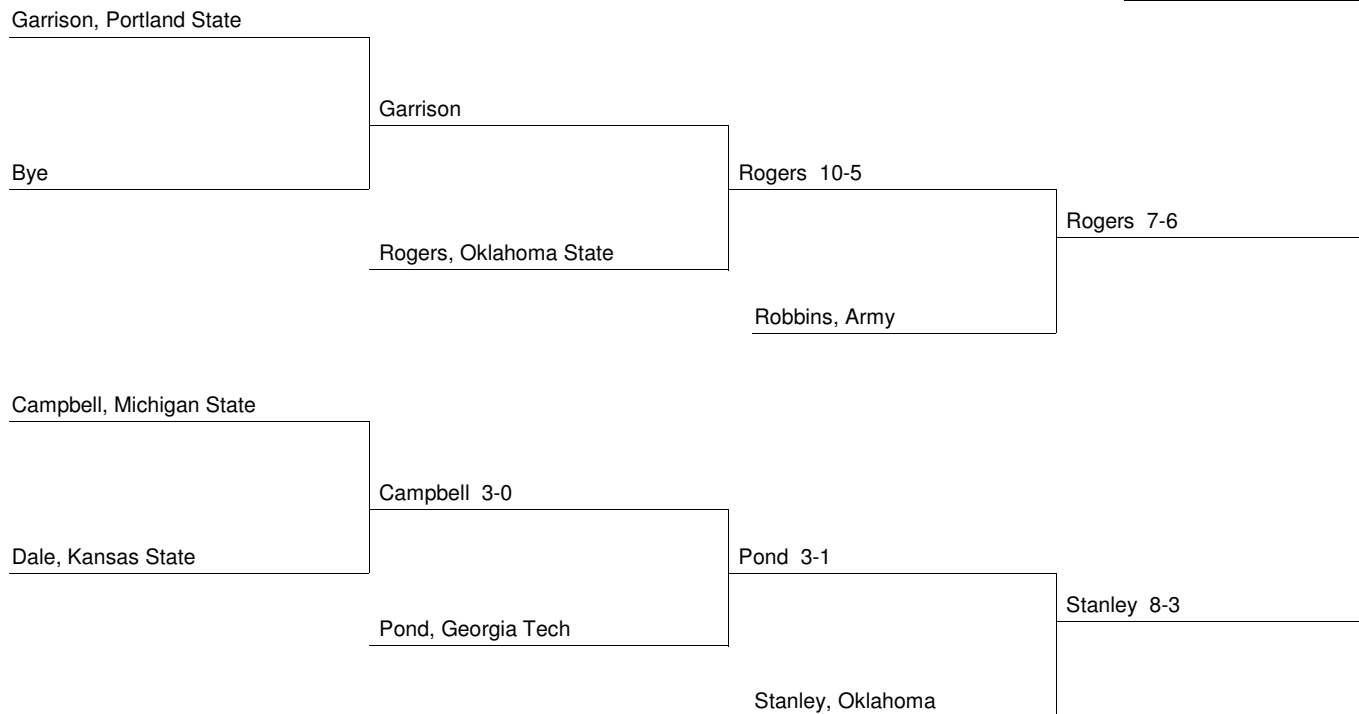 Garrison, Portland State
Garrison
Bye
Rogers  10-5
Rogers  7-6
Rogers, Oklahoma State
Robbins, Army
Campbell, Michigan State
Campbell  3-0
Dale, Kansas State
Pond  3-1
Stanley  8-3
Pond, Georgia Tech
Stanley, Oklahoma